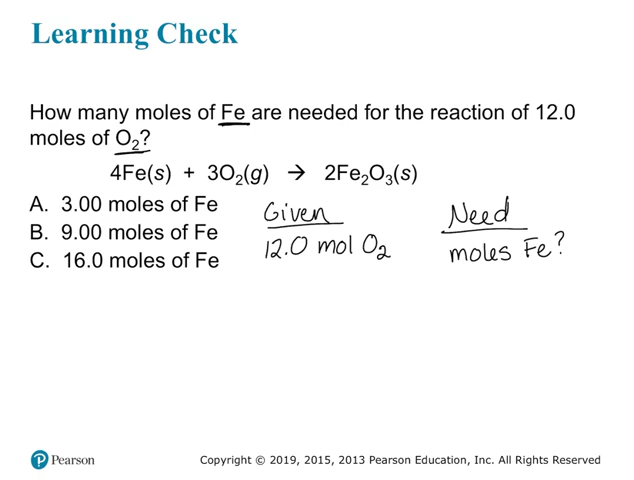 Learning Check
How many moles of Fe are needed for the reaction of 12.0
moles of O₂?
4Fe(s) + 3O₂(g) → 2Fe₂O₃(s)
A. 3.00 moles of Fe
B. 9.00 moles of Fe
C. 16.0 moles of Fe
Given
12.0 mol O₂
Need
moles Fe?
P Pearson
Copyright © 2019, 2015, 2013 Pearson Education, Inc. All Rights Reserved